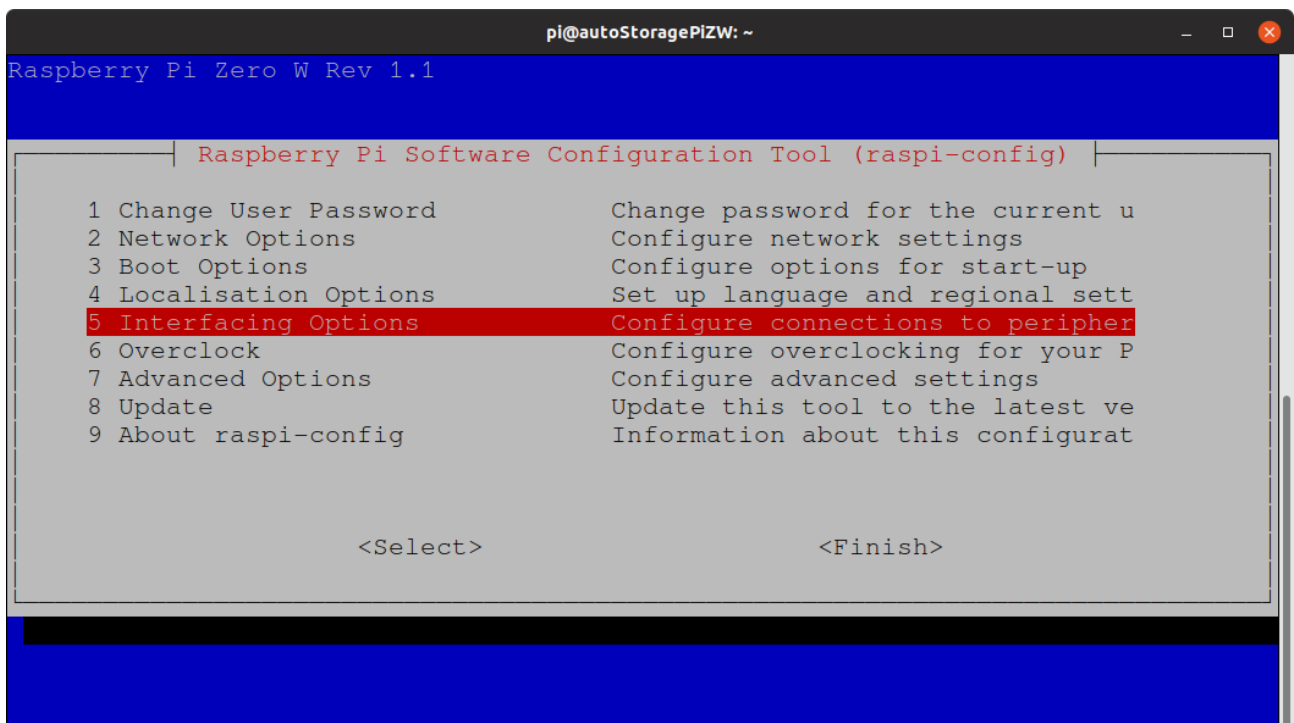 pi@autoStoragePiZW: ~
Raspberry Pi Zero W Rev 1.1
Raspberry Pi Software Configuration Tool (raspi-config)
1 Change User Password Change password for the current u
2 Network Options Configure network settings
3 Boot Options Configure options for start-up
4 Localisation Options Set up language and regional sett
5 Interfacing Options Configure connections to peripher
6 Overclock Configure overclocking for your P
7 Advanced Options Configure advanced settings
8 Update Update this tool to the latest ve
9 About raspi-config Information about this configurat
<Select> <Finish>